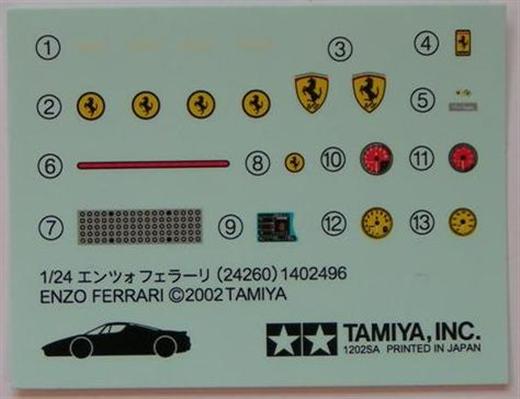 ① ③ ④
②
⑤
⑥ ⑧ ⑩ ⑪
⑦ ⑨ ⑫ ⑬
1/24 エンツォフェラーリ (24260) 1402496
ENZO FERRARI ©2002 TAMIYA
TAMIYA, INC.
1202SA PRINTED IN JAPAN